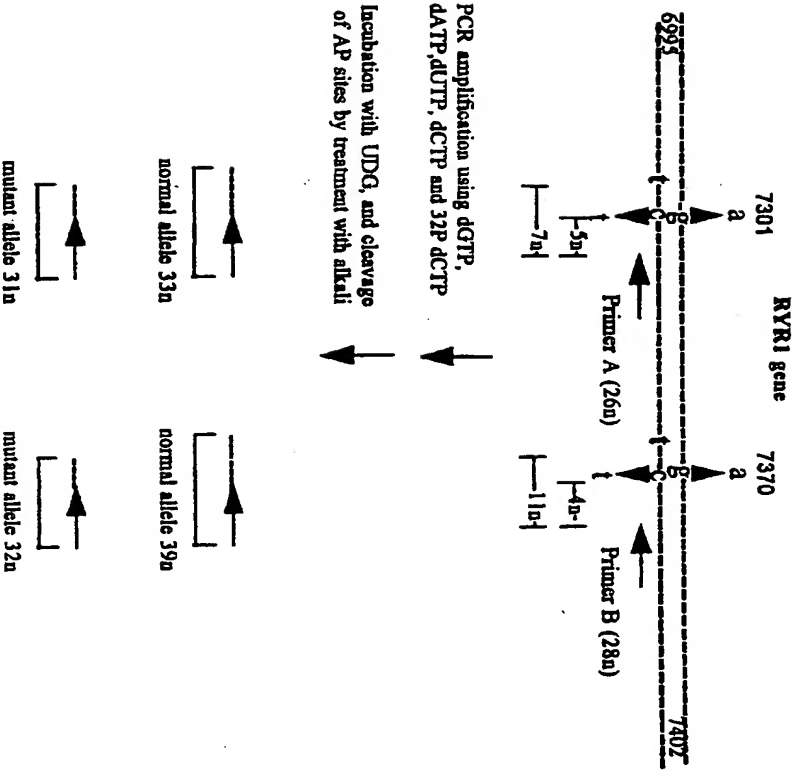 RYR1 gene
7301 7370
a a
6995 g g g 7402
t c t c
t t
5n 4n
7n 11n
Primer A (26n) Primer B (28n)
PCR amplification using dGTP,
dATP,dUTP, dCTP and 32P dCTP
Incubation with UDG, and cleavage
of AP sites by treatment with alkali
normal allele 33n normal allele 39n
mutant allele 31n mutant allele 32n